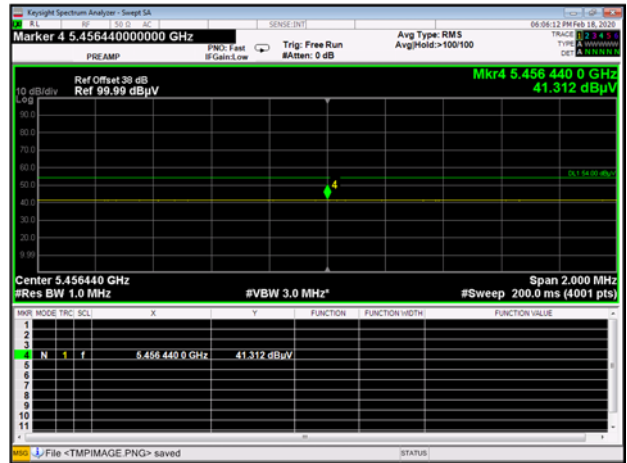 Keysight Spectrum Analyzer - Swept SA
RL RF 50 Ω AC SENSE:INT 06:06:12 PM Feb 18, 2020
Marker 4 5.456440000000 GHz
PREAMP
PNO: Fast
IFGain:Low
Trig: Free Run
#Atten: 0 dB
Avg Type: RMS
Avg|Hold:>100/100
TRACE 1 2 3 4 5 6
TYPE A WWWWW
DET A N N N N N
Mkr4 5.456 440 0 GHz
41.312 dBµV
Ref Offset 38 dB
10 dB/div Ref 99.99 dBµV
Log
90.0
80.0
70.0
60.0
DL1 54.00 dBµV
50.0
4
40.0
30.0
20.0
9.99
Center 5.456440 GHz Span 2.000 MHz
#Res BW 1.0 MHz #VBW 3.0 MHz* #Sweep 200.0 ms (4001 pts)
MKR MODE TRC SCL X Y FUNCTION FUNCTION WIDTH FUNCTION VALUE
1
2
3
4 N 1 f 5.456 440 0 GHz 41.312 dBµV
5
6
7
8
9
10
11
MSG File <TMPIMAGE.PNG> saved STATUS